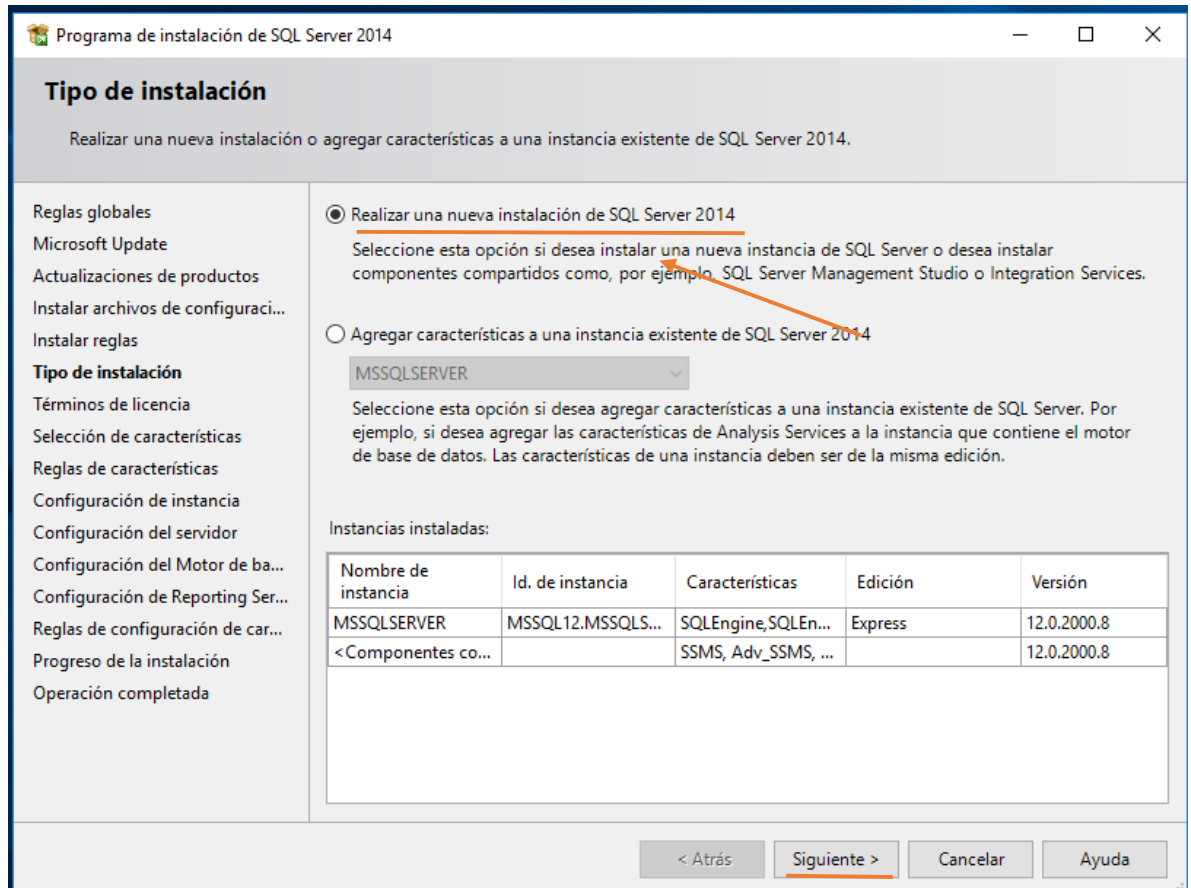 Programa de instalación de SQL Server 2014
Tipo de instalación
Realizar una nueva instalación o agregar características a una instancia existente de SQL Server 2014.
Reglas globales
Microsoft Update
Actualizaciones de productos
Instalar archivos de configuraci...
Instalar reglas
Tipo de instalación
Términos de licencia
Selección de características
Reglas de características
Configuración de instancia
Configuración del servidor
Configuración del Motor de ba...
Configuración de Reporting Ser...
Reglas de configuración de car...
Progreso de la instalación
Operación completada
Realizar una nueva instalación de SQL Server 2014
Seleccione esta opción si desea instalar una nueva instancia de SQL Server o desea instalar
componentes compartidos como, por ejemplo, SQL Server Management Studio o Integration Services.
Agregar características a una instancia existente de SQL Server 2014
MSSQLSERVER
Seleccione esta opción si desea agregar características a una instancia existente de SQL Server. Por
ejemplo, si desea agregar las características de Analysis Services a la instancia que contiene el motor
de base de datos. Las características de una instancia deben ser de la misma edición.
Instancias instaladas:
Nombre de instancia Id. de instancia Características Edición Versión
MSSQLSERVER MSSQL12.MSSQLS... SQLEngine,SQLEn... Express 12.0.2000.8
<Componentes co... SSMS, Adv_SSMS, ... 12.0.2000.8
< Atrás Siguiente > Cancelar Ayuda